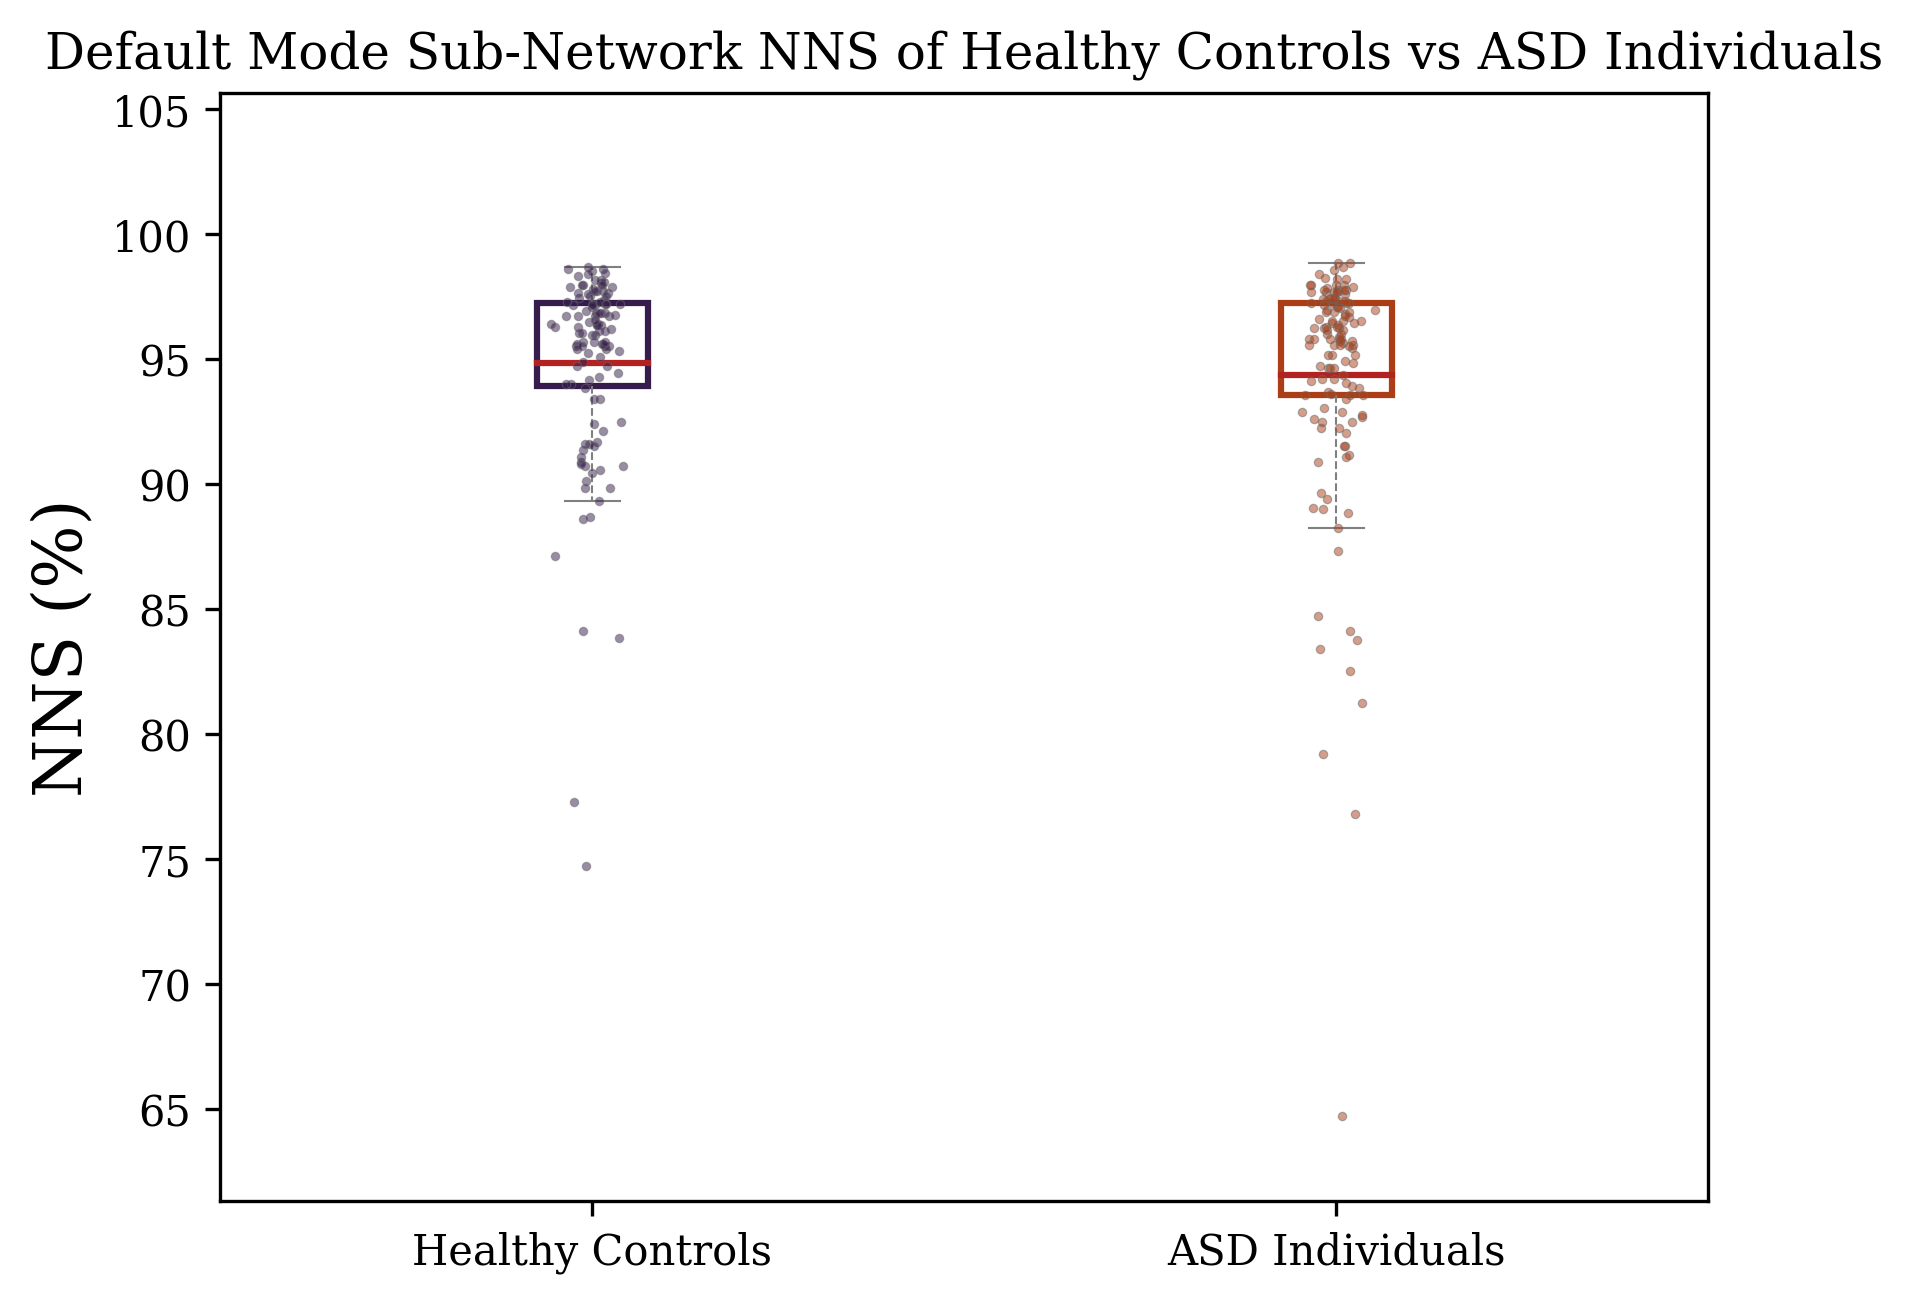 Default Mode Sub-Network NNS of Healthy Controls vs ASD Individuals
105
100
95
90
85
80
75
70
65
NNS (%)
Healthy Controls
ASD Individuals